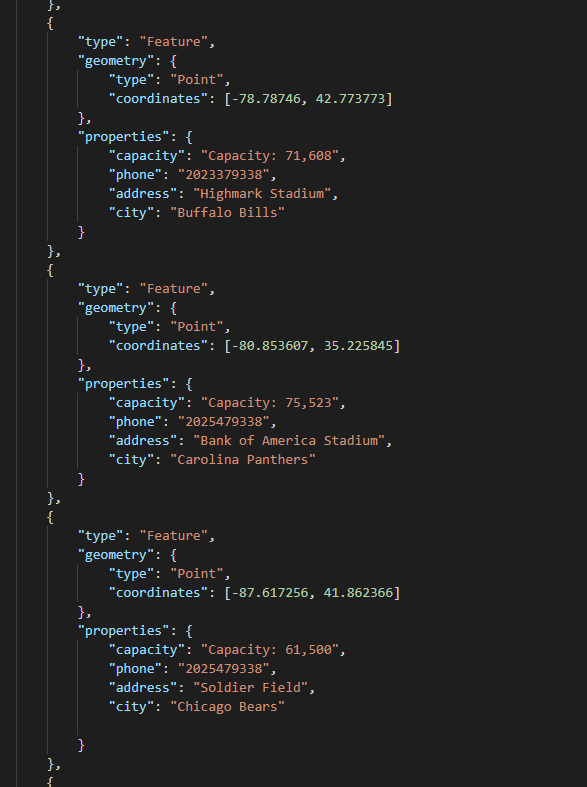 },
{
"type": "Feature",
"geometry": {
"type": "Point",
"coordinates": [-78.78746, 42.773773]
},
"properties": {
"capacity": "Capacity: 71,608",
"phone": "2023379338",
"address": "Highmark Stadium",
"city": "Buffalo Bills"
}
},
{
"type": "Feature",
"geometry": {
"type": "Point",
"coordinates": [-80.853607, 35.225845]
},
"properties": {
"capacity": "Capacity: 75,523",
"phone": "2025479338",
"address": "Bank of America Stadium",
"city": "Carolina Panthers"
}
},
{
"type": "Feature",
"geometry": {
"type": "Point",
"coordinates": [-87.617256, 41.862366]
},
"properties": {
"capacity": "Capacity: 61,500",
"phone": "2025479338",
"address": "Soldier Field",
"city": "Chicago Bears"
}
},
{